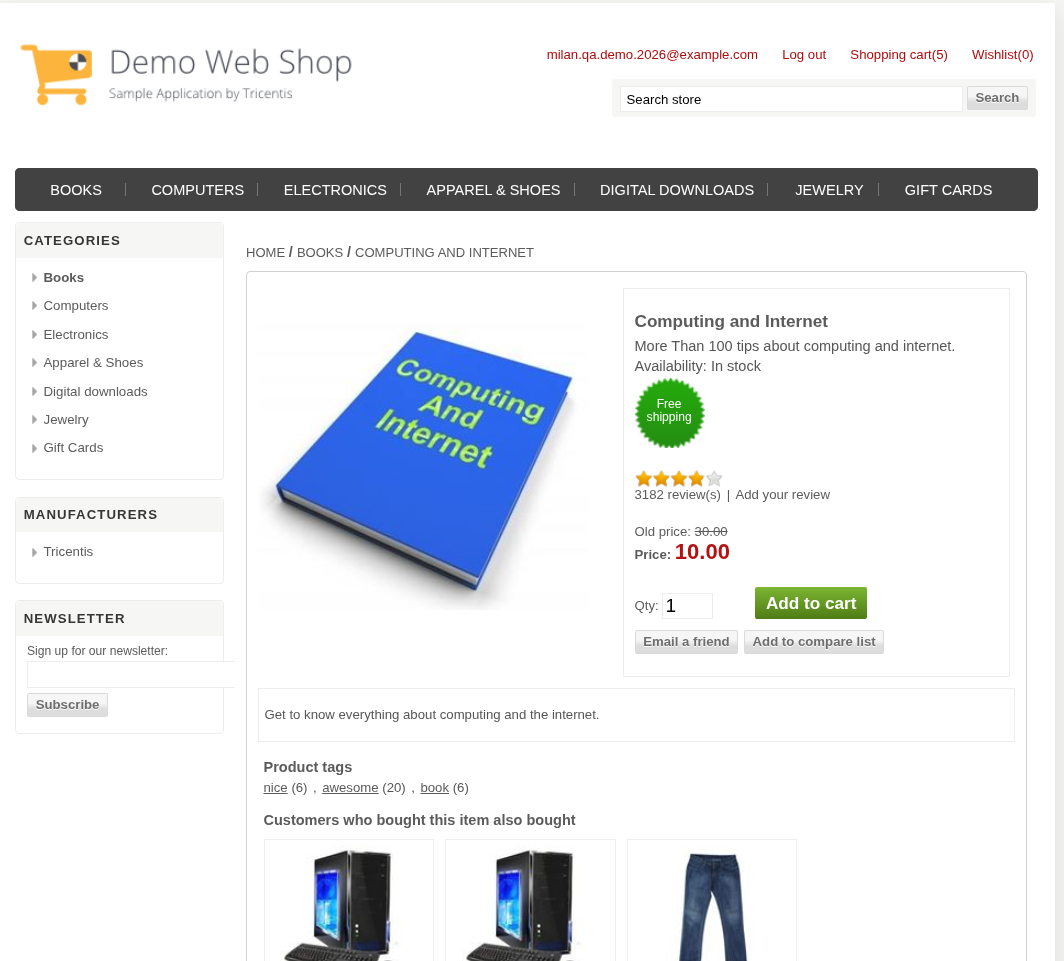 Demo Web Shop
Sample Application by Tricentis
milan.qa.demo.2026@example.com Log out Shopping cart(5) Wishlist(0)
Search store Search
BOOKS COMPUTERS ELECTRONICS APPAREL & SHOES DIGITAL DOWNLOADS JEWELRY GIFT CARDS
CATEGORIES
Books
Computers
Electronics
Apparel & Shoes
Digital downloads
Jewelry
Gift Cards
MANUFACTURERS
Tricentis
NEWSLETTER
Sign up for our newsletter:
Subscribe
HOME / BOOKS / COMPUTING AND INTERNET
Computing
And
Internet
Computing and Internet
More Than 100 tips about computing and internet.
Availability: In stock
Free
shipping
3182 review(s) | Add your review
Old price: 30.00
Price: 10.00
Qty: 1 Add to cart
Email a friend Add to compare list
Get to know everything about computing and the internet.
Product tags
nice (6) , awesome (20) , book (6)
Customers who bought this item also bought